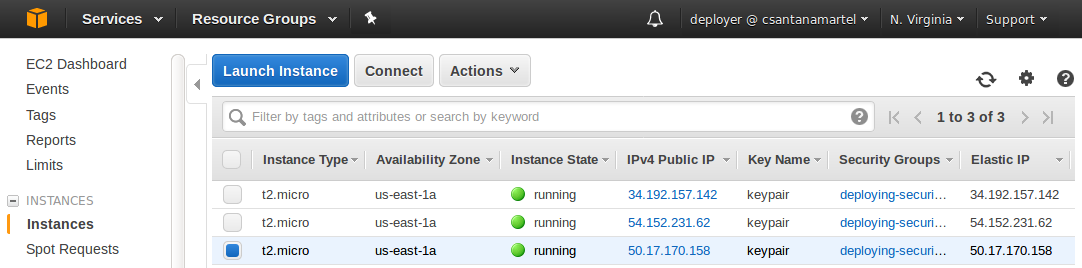 Services Resource Groups deployer @ csantanamartel N. Virginia Support
EC2 Dashboard
Events
Tags
Reports
Limits
INSTANCES
Instances
Spot Requests
Launch Instance Connect Actions
Filter by tags and attributes or search by keyword 1 to 3 of 3
Instance Type Availability Zone Instance State IPv4 Public IP Key Name Security Groups Elastic IP
t2.micro us-east-1a running 34.192.157.142 keypair deploying-securi... 34.192.157.142
t2.micro us-east-1a running 54.152.231.62 keypair deploying-securi... 54.152.231.62
t2.micro us-east-1a running 50.17.170.158 keypair deploying-securi... 50.17.170.158